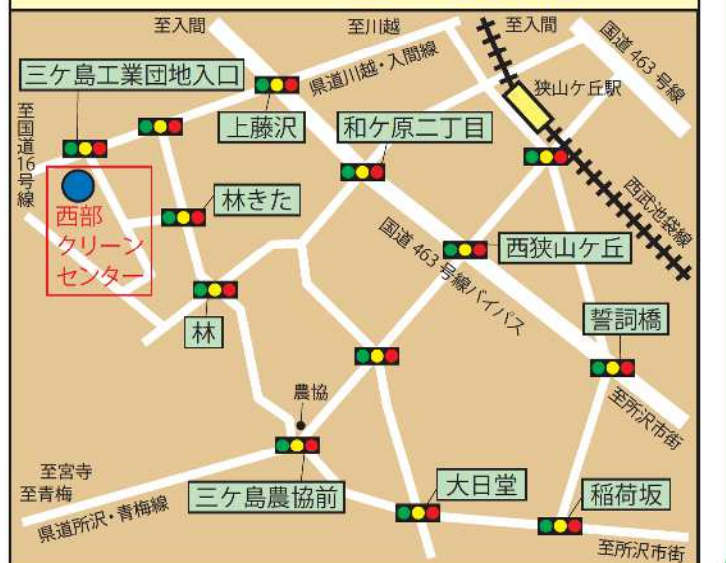 至入間
至川越
至入間
国道463号線
三ケ島工業団地入口
県道川越・入間線
狭山ケ丘駅
至国道16号線
上藤沢
和ケ原二丁目
西部
クリーン
センター
林きた
西武池袋線
国道463号線バイパス
西狭山ケ丘
林
誓詞橋
農協
至所沢市街
至宮寺
至青梅
三ケ島農協前
大日堂
稲荷坂
県道所沢・青梅線
至所沢市街